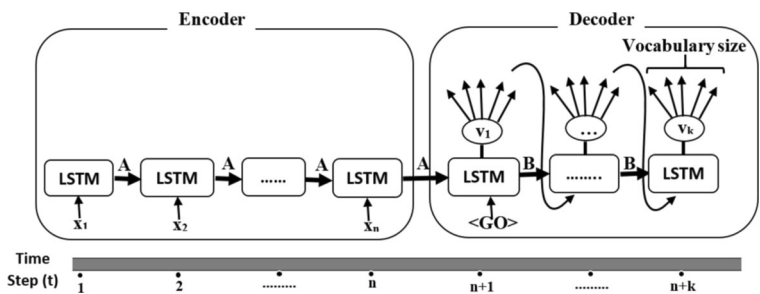 Encoder
Decoder
Vocabulary size
v₁ ... vₖ
A A A A B B
LSTM LSTM ...... LSTM LSTM ........ LSTM
x₁ x₂ xₙ <GO>
Time
Step (t) 1 2 ......... n n+1 ......... n+k